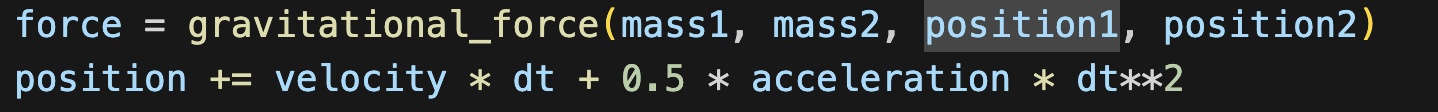 force = gravitational_force(mass1, mass2, position1, position2)
position += velocity * dt + 0.5 * acceleration * dt**2